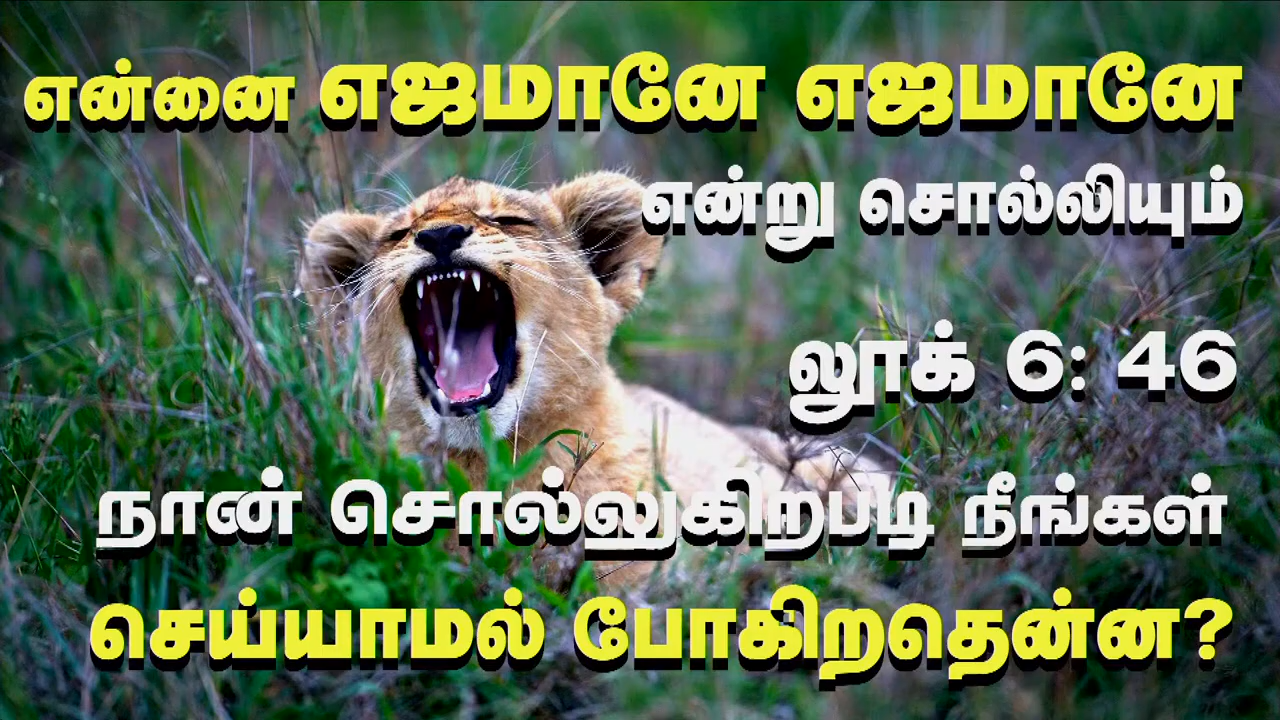 என்னை எஜமானே எஜமானே
என்று சொல்லியும்
லூக் 6: 46
நான் சொல்லுகிறபடி நீங்கள்
செய்யாமல் போகிறதென்ன?